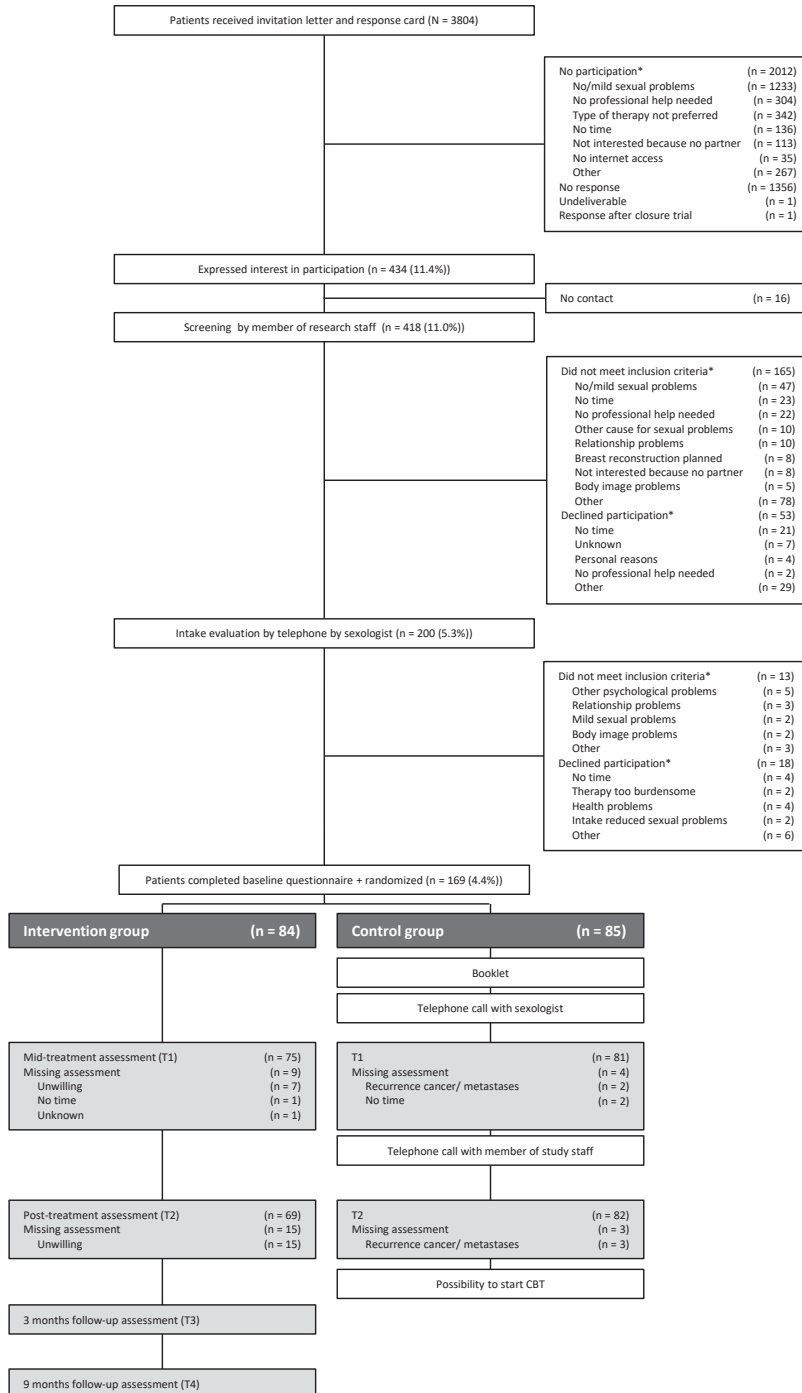 Patients received invitation letter and response card (N = 3804)
No participation* (n = 2012)
No/mild sexual problems (n = 1233)
No professional help needed (n = 304)
Type of therapy not preferred (n = 342)
No time (n = 136)
Not interested because no partner (n = 113)
No internet access (n = 35)
Other (n = 267)
No response (n = 1356)
Undeliverable (n = 1)
Response after closure trial (n = 1)
Expressed interest in participation (n = 434 (11.4%))
No contact (n = 16)
Screening by member of research staff (n = 418 (11.0%))
Did not meet inclusion criteria* (n = 165)
No/mild sexual problems (n = 47)
No time (n = 23)
No professional help needed (n = 22)
Other cause for sexual problems (n = 10)
Relationship problems (n = 10)
Breast reconstruction planned (n = 8)
Not interested because no partner (n = 8)
Body image problems (n = 5)
Other (n = 78)
Declined participation* (n = 53)
No time (n = 21)
Unknown (n = 7)
Personal reasons (n = 4)
No professional help needed (n = 2)
Other (n = 29)
Intake evaluation by telephone by sexologist (n = 200 (5.3%))
Did not meet inclusion criteria* (n = 13)
Other psychological problems (n = 5)
Relationship problems (n = 3)
Mild sexual problems (n = 2)
Body image problems (n = 2)
Other (n = 3)
Declined participation* (n = 18)
No time (n = 4)
Therapy too burdensome (n = 2)
Health problems (n = 4)
Intake reduced sexual problems (n = 2)
Other (n = 6)
Patients completed baseline questionnaire + randomized (n = 169 (4.4%))
Intervention group (n = 84)
Control group (n = 85)
Booklet
Telephone call with sexologist
Mid-treatment assessment (T1) (n = 75)
Missing assessment (n = 9)
Unwilling (n = 7)
No time (n = 1)
Unknown (n = 1)
T1 (n = 81)
Missing assessment (n = 4)
Recurrence cancer/ metastases (n = 2)
No time (n = 2)
Telephone call with member of study staff
Post-treatment assessment (T2) (n = 69)
Missing assessment (n = 15)
Unwilling (n = 15)
T2 (n = 82)
Missing assessment (n = 3)
Recurrence cancer/ metastases (n = 3)
Possibility to start CBT
3 months follow-up assessment (T3)
9 months follow-up assessment (T4)